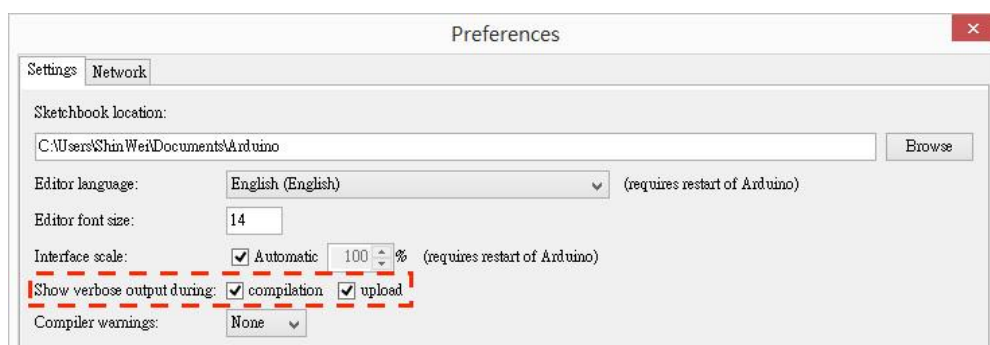 Preferences
Settings Network
Sketchbook location:
C:\Users\ShinWei\Documents\Arduino Browse
Editor language: English (English) (requires restart of Arduino)
Editor font size: 14
Interface scale: Automatic 100 % (requires restart of Arduino)
Show verbose output during: compilation upload
Compiler warnings: None